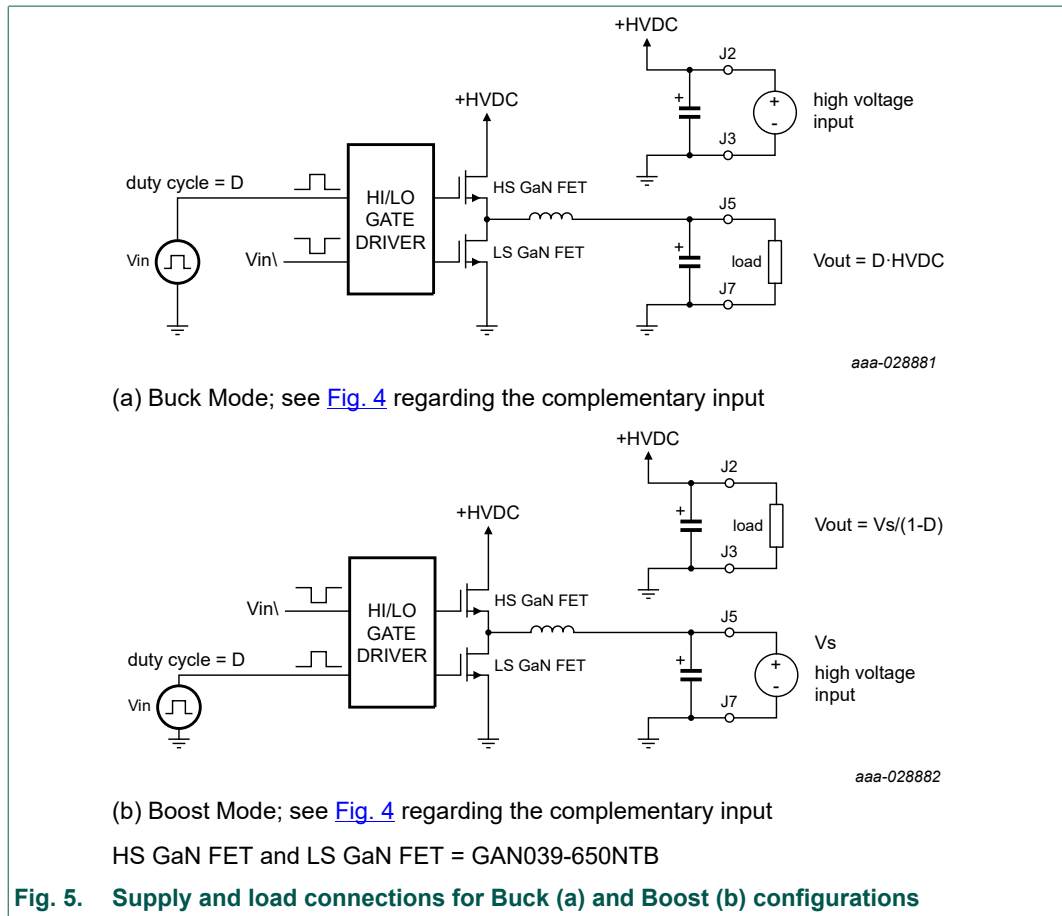 +HVDC
J2
+
+
-
high voltage
input
J3
+HVDC
duty cycle = D
HI/LO
GATE
DRIVER
HS GaN FET
Vin
Vin\
LS GaN FET
J5
+
load
Vout = D·HVDC
J7
aaa-028881
(a) Buck Mode; see Fig. 4 regarding the complementary input
+HVDC
J2
+
load
Vout = Vs/(1-D)
J3
+HVDC
Vin\
HI/LO
GATE
DRIVER
HS GaN FET
duty cycle = D
Vin
LS GaN FET
J5
+
+
-
Vs
high voltage
input
J7
aaa-028882
(b) Boost Mode; see Fig. 4 regarding the complementary input
HS GaN FET and LS GaN FET = GAN039-650NTB
Fig. 5. Supply and load connections for Buck (a) and Boost (b) configurations